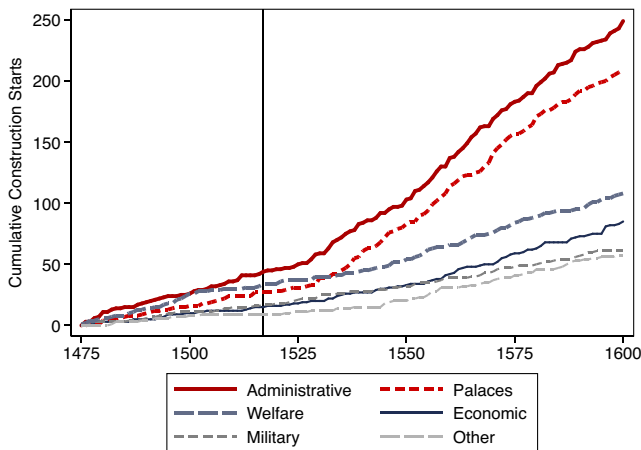 Cumulative Construction Starts
250
200
150
100
50
0
1475 1500 1525 1550 1575 1600
Administrative Palaces
Welfare Economic
Military Other